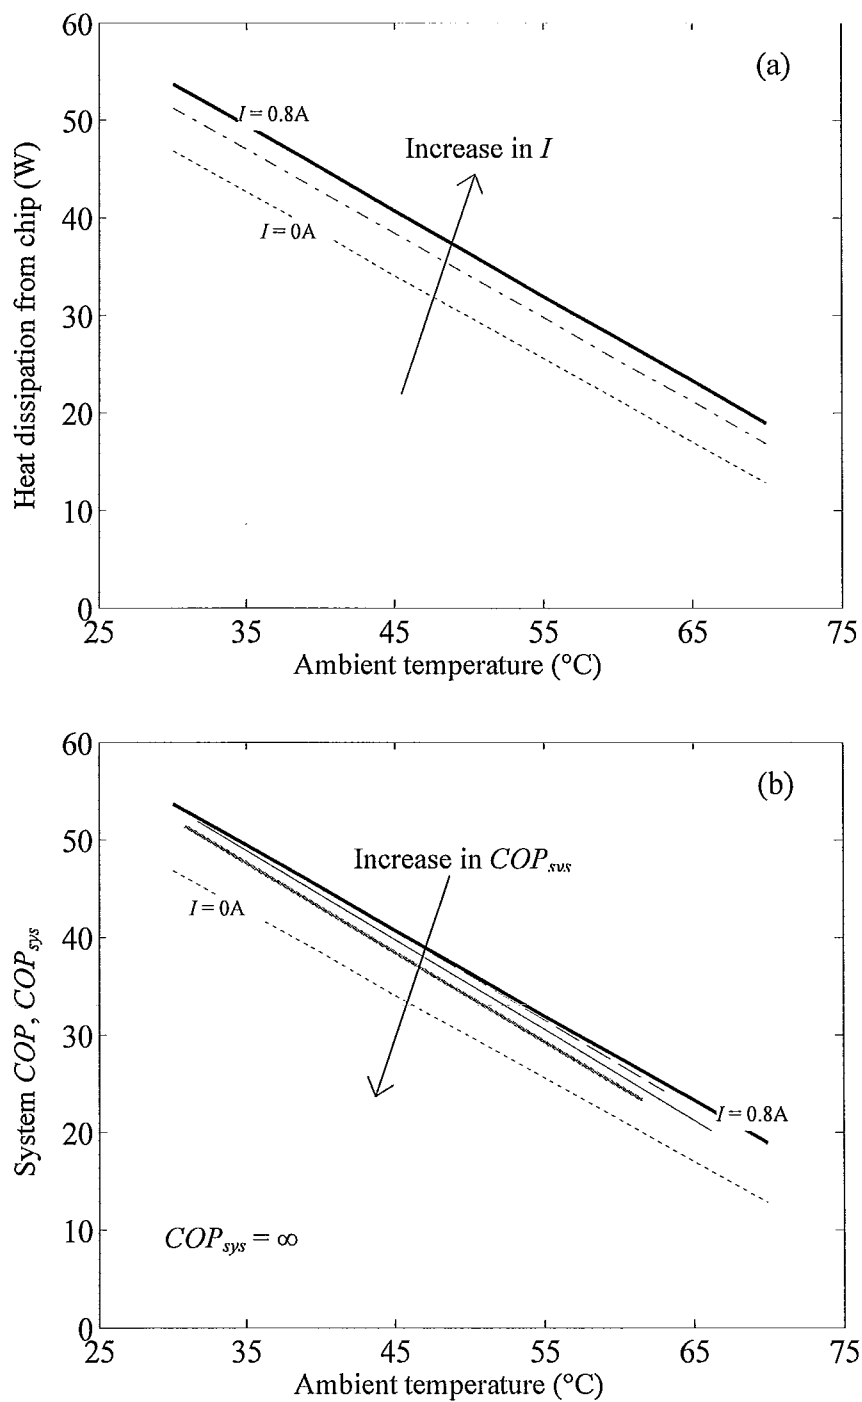 60
(a)
50
I = 0.8A
Increase in I
40
I = 0A
30
20
10
0
25 35 45 55 65 75
Heat dissipation from chip (W)
Ambient temperature (°C)
60
(b)
50
Increase in COPsys
I = 0A
40
30
I = 0.8A
20
10
COPsys = ∞
0
25 35 45 55 65 75
System COP, COPsys
Ambient temperature (°C)